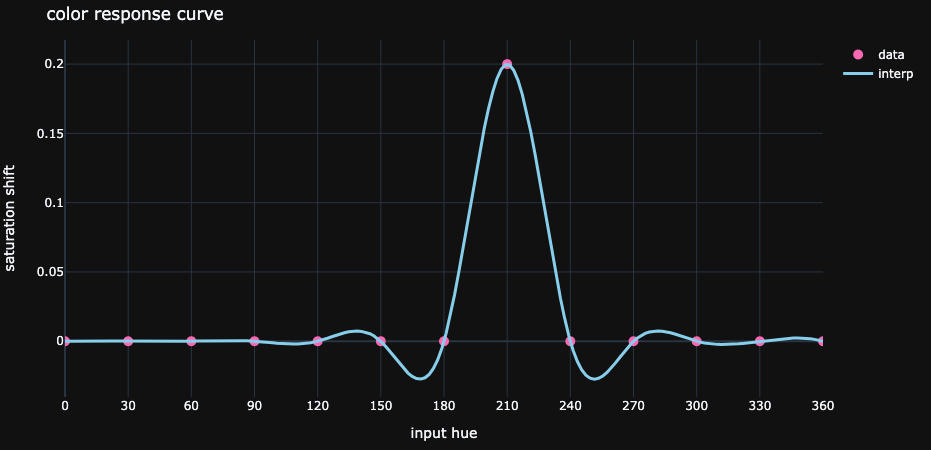 color response curve
data
interp
0.2
0.15
0.1
0.05
0
saturation shift
0 30 60 90 120 150 180 210 240 270 300 330 360
input hue